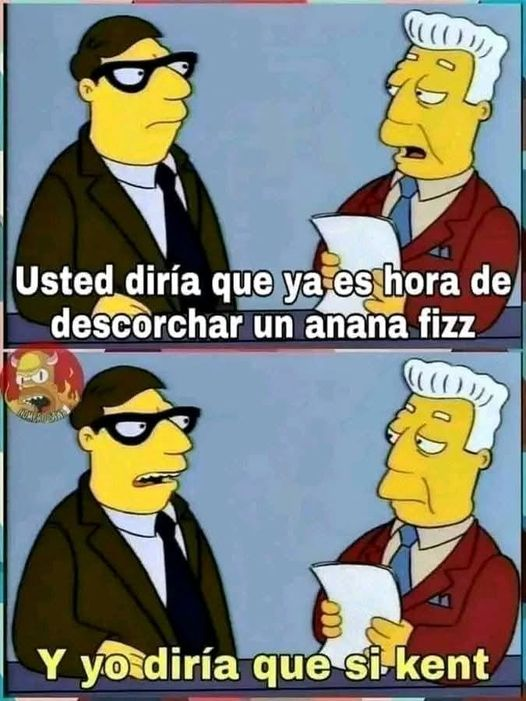 Usted diría que ya es hora de
descorchar un anana fizz
Y yo diría que si kent